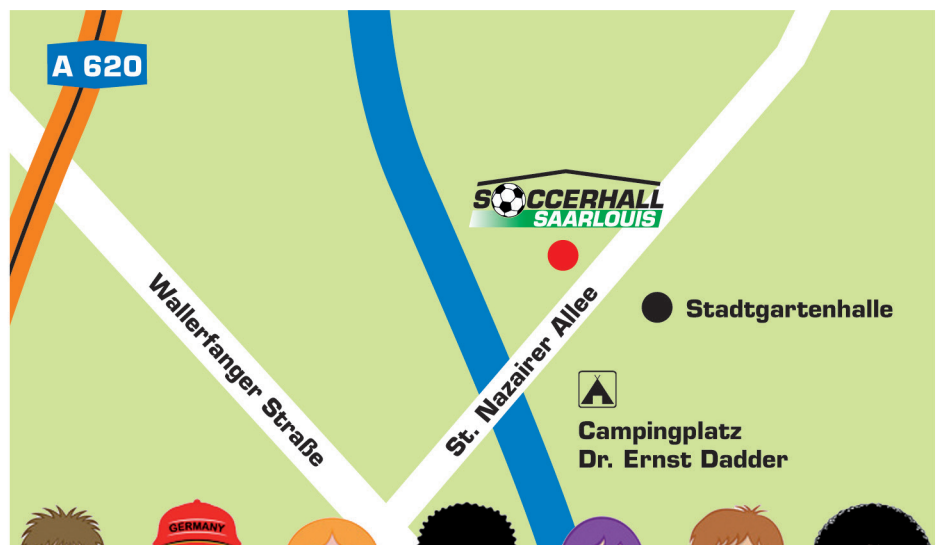 A 620
SOCCERHALL
SAARLOUIS
Wallerfanger Straße
St. Nazairer Allee
Stadtgartenhalle
Campingplatz
Dr. Ernst Dadder
GERMANY